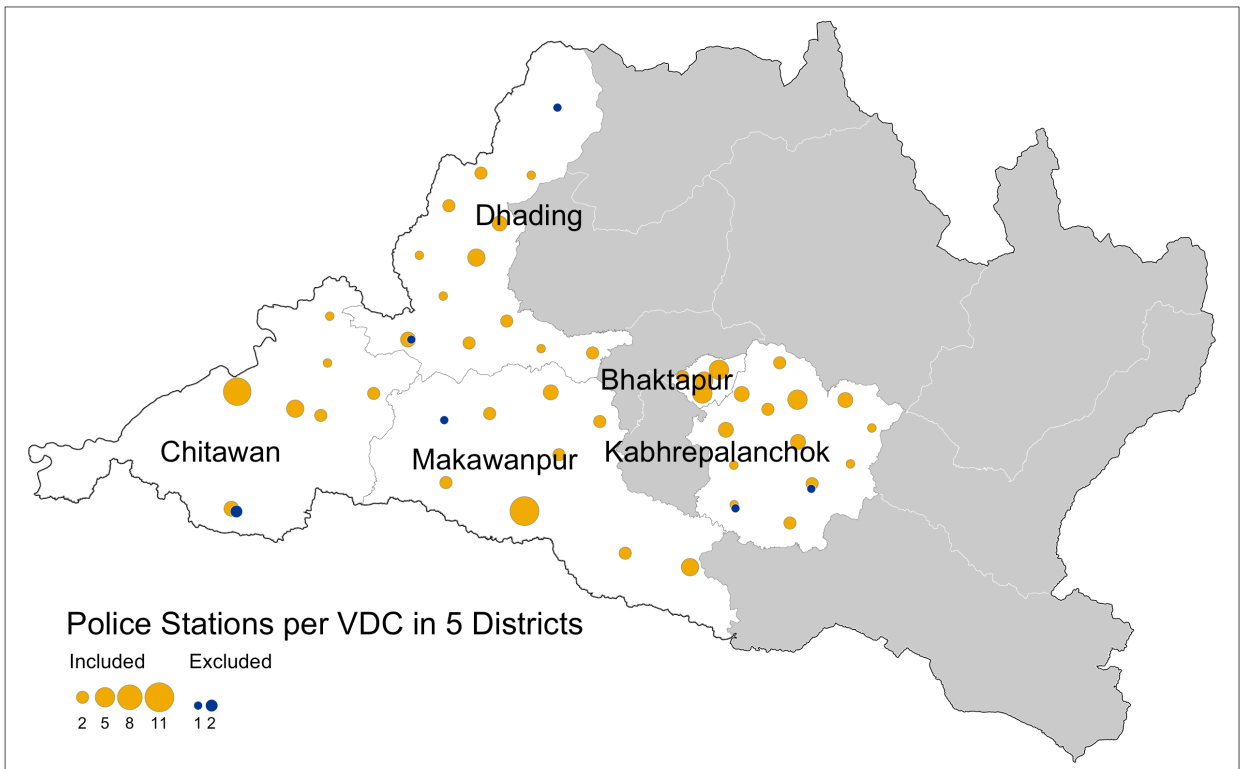 Dhading
Bhaktapur
Chitawan
Makawanpur
Kabhrepalanchok
Police Stations per VDC in 5 Districts
Included Excluded
2 5 8 11 1 2